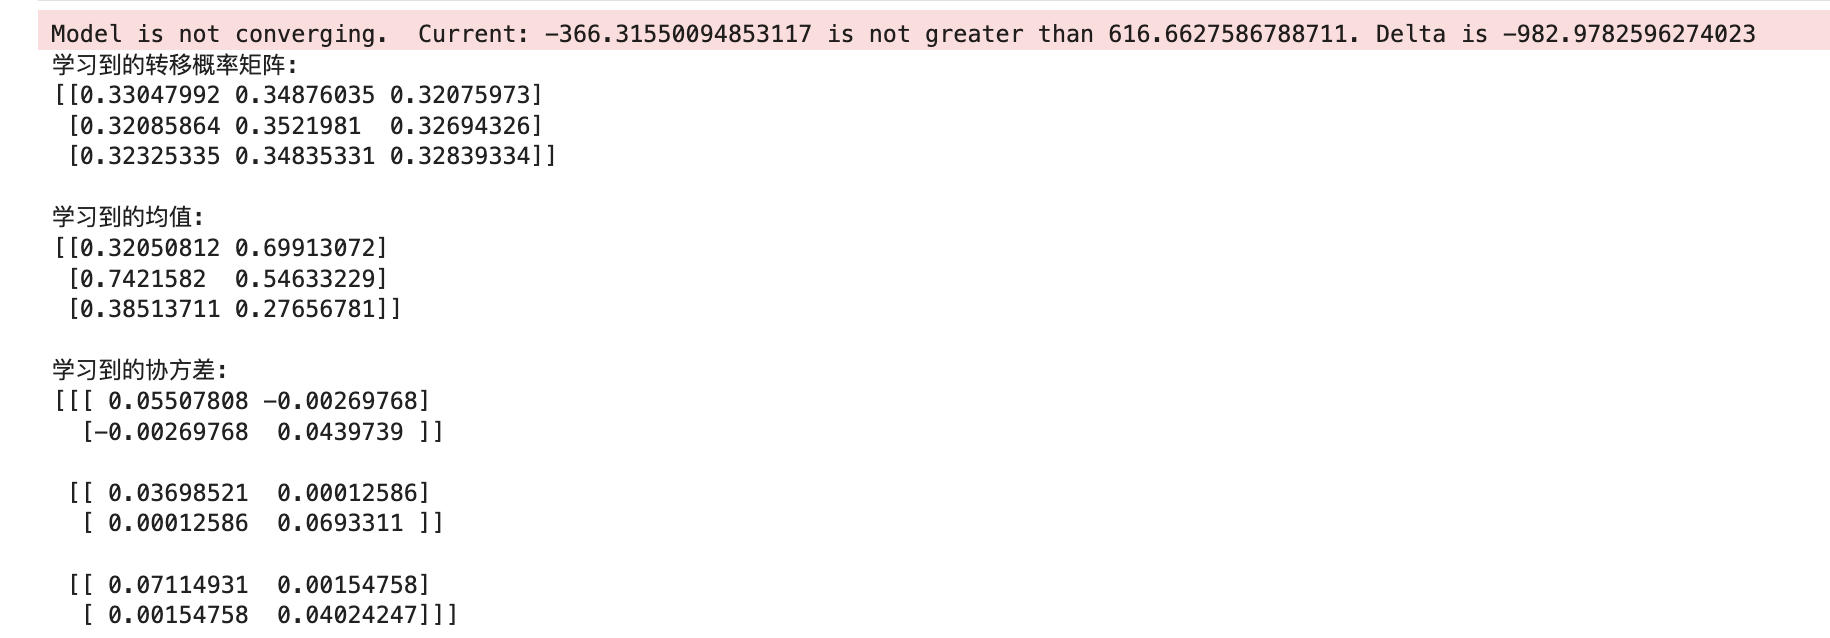 Model is not converging.  Current: -366.31550094853117 is not greater than 616.6627586788711. Delta is -982.9782596274023
学习到的转移概率矩阵:
[[0.33047992 0.34876035 0.32075973]
 [0.32085864 0.3521981  0.32694326]
 [0.32325335 0.34835331 0.32839334]]
学习到的均值:
[[0.32050812 0.69913072]
 [0.7421582  0.54633229]
 [0.38513711 0.27656781]]
学习到的协方差:
[[[ 0.05507808 -0.00269768]
  [-0.00269768  0.0439739 ]]
 [[ 0.03698521  0.00012586]
  [ 0.00012586  0.0693311 ]]
 [[ 0.07114931  0.00154758]
  [ 0.00154758  0.04024247]]]